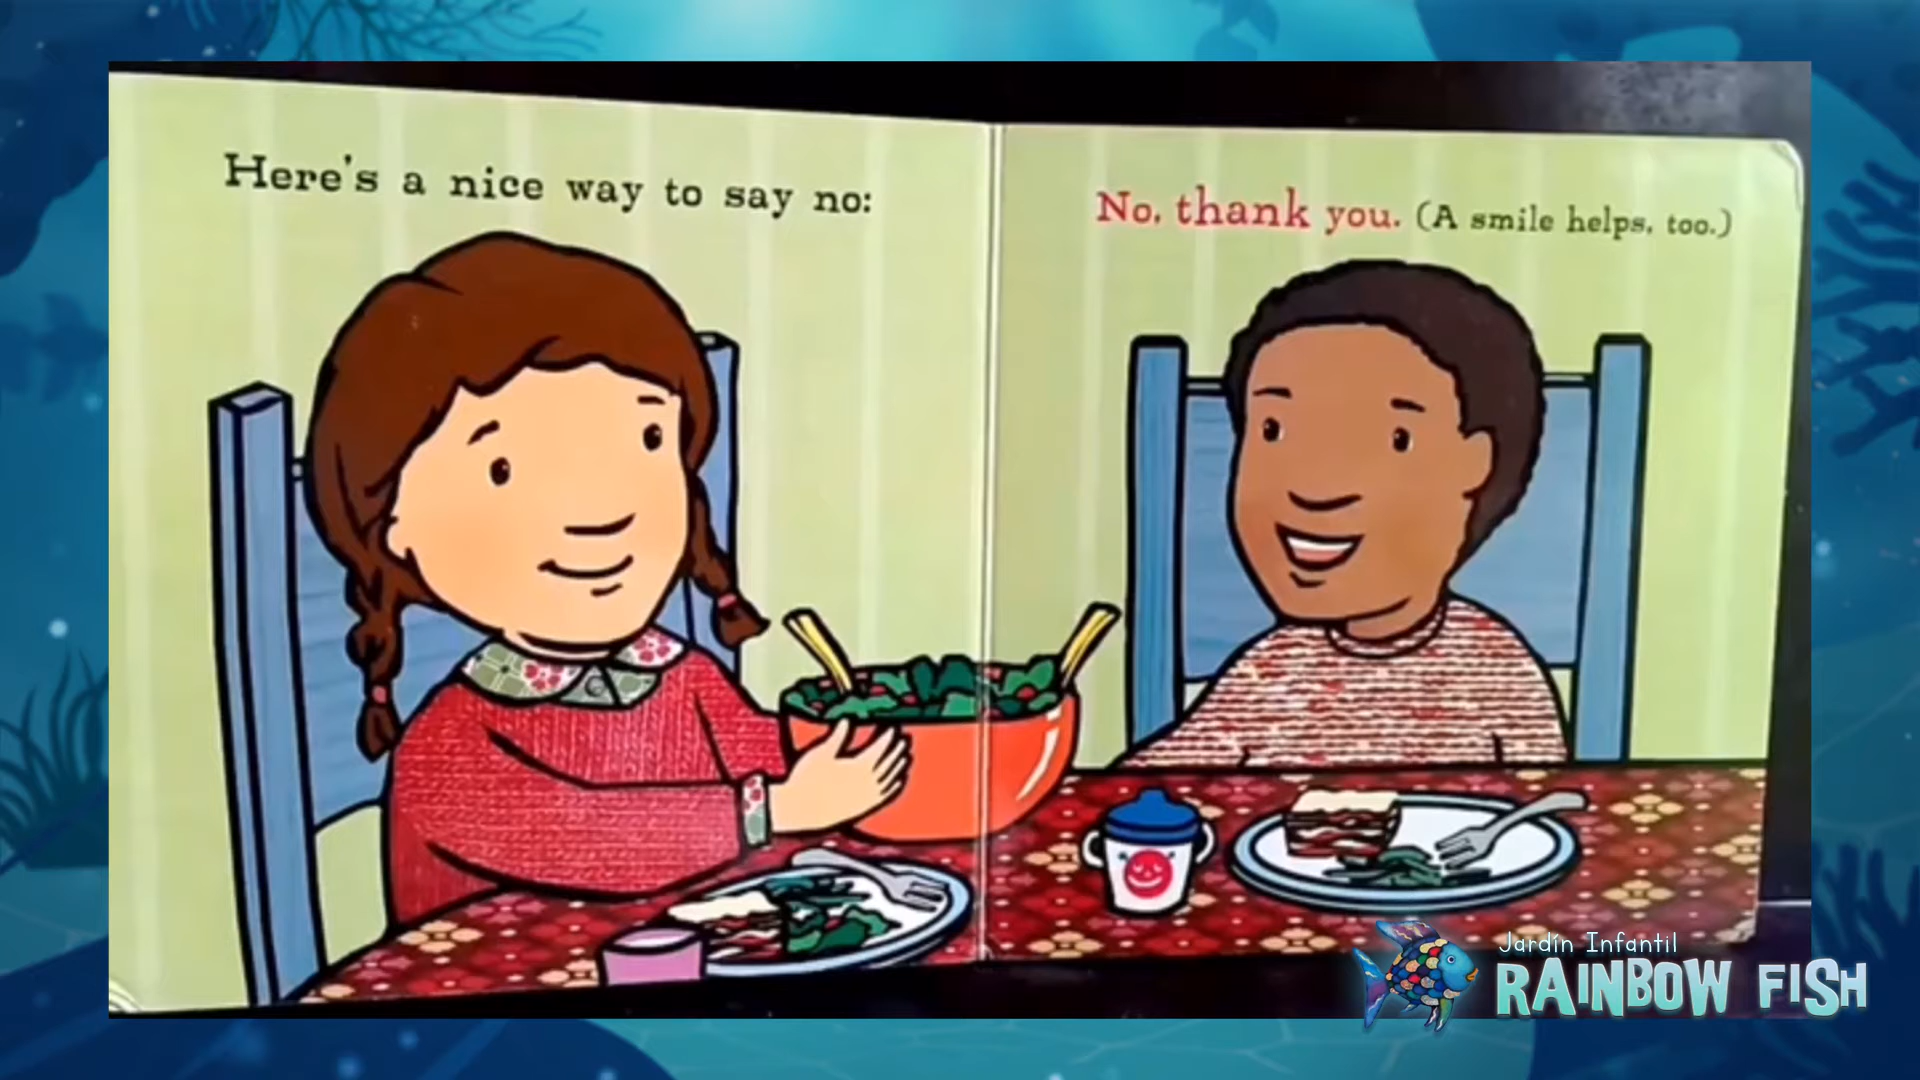 Here's a nice way to say no:
No, thank you. (A smile helps, too.)
Jardín Infantil
RAINBOW FISH